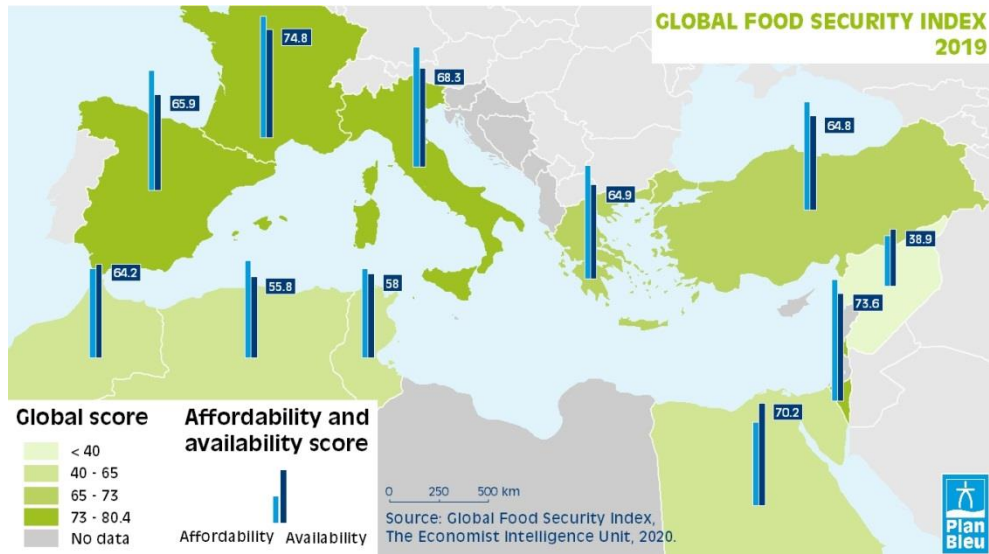 GLOBAL FOOD SECURITY INDEX
2019
74.8
68.3
65.9
64.8
64.9
38.9
64.2
55.8
58
73.6
70.2
Global score
< 40
40 - 65
65 - 73
73 - 80.4
No data
Affordability and
availability score
Affordability Availability
0 250 500 km
Source: Global Food Security Index,
The Economist Intelligence Unit, 2020.
Plan
Bleu